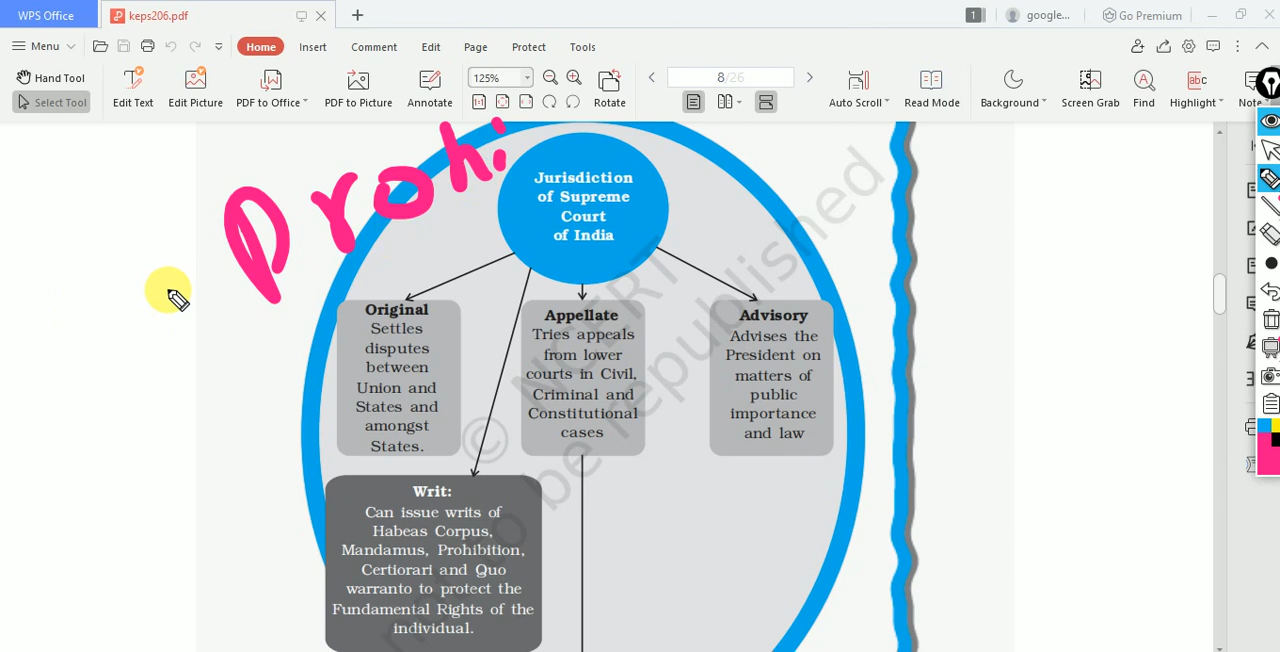 WPS Office
keps206.pdf
1
google...
Go Premium
Menu
Home
Insert
Comment
Edit
Page
Protect
Tools
Hand Tool
Select Tool
Edit Text
Edit Picture
PDF to Office
PDF to Picture
Annotate
125%
Rotate
8/26
Auto Scroll
Read Mode
Background
Screen Grab
Find
Highlight
Note
Prohi
Jurisdiction
of Supreme
Court
of India
Original
Settles
disputes
between
Union and
States and
amongst
States.
Appellate
Tries appeals
from lower
courts in Civil,
Criminal and
Constitutional
cases
Advisory
Advises the
President on
matters of
public
importance
and law
Writ:
Can issue writs of
Habeas Corpus,
Mandamus, Prohibition,
Certiorari and Quo
warranto to protect the
Fundamental Rights of the
individual.
© NCERT
not to be republished